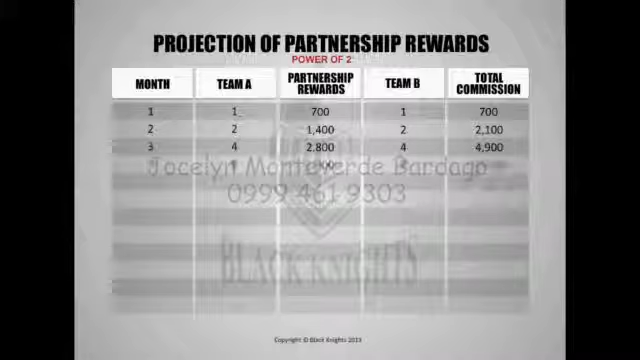 PROJECTION OF PARTNERSHIP REWARDS
POWER OF 2
MONTH TEAM A PARTNERSHIP REWARDS TEAM B TOTAL COMMISSION
1 1 700 1 700
2 2 1,400 2 2,100
3 4 2,800 4 4,900
Jocelyn Monteverde Bardago
0999 461 9303
BLACK KNIGHTS
Copyright © Black Knights 2013